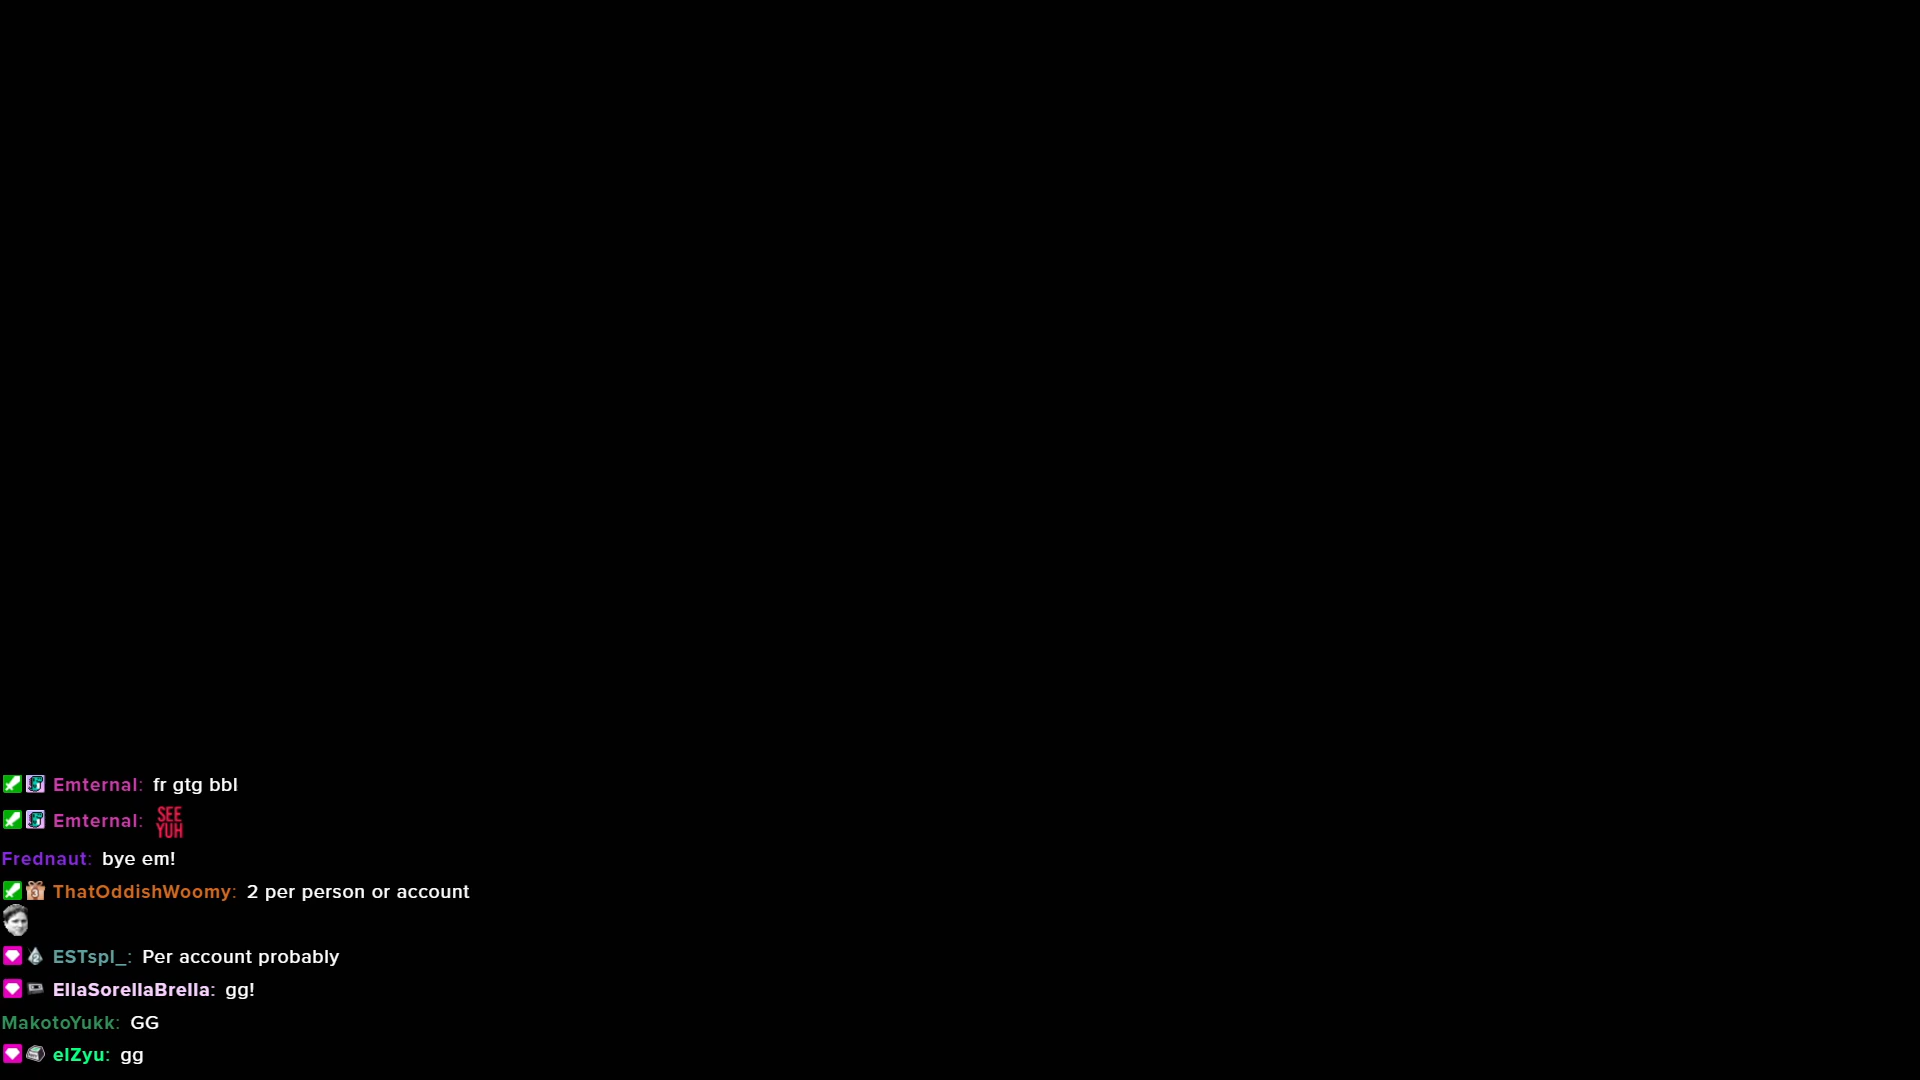 Emternal: fr gtg bbl
Emternal: SEE
YUH
Frednaut: bye em!
ThatOddishWoomy: 2 per person or account
ESTspl_: Per account probably
EllaSorellaBrella: gg!
MakotoYukk: GG
elZyu: gg